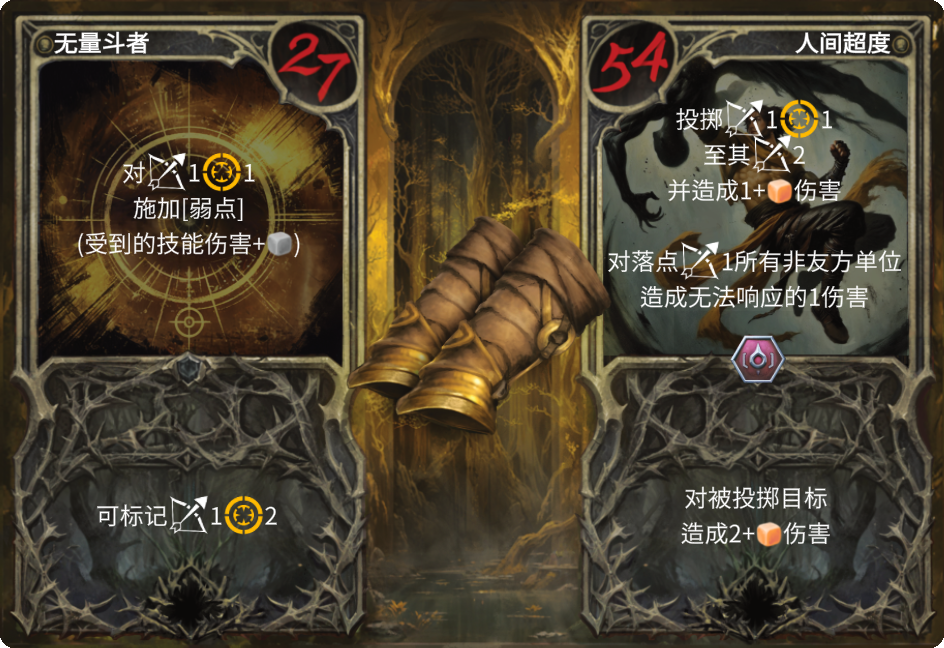 无量斗者
27
对 1 1
施加[弱点]
(受到的技能伤害+ )
可标记 1 2
54
人间超度
投掷 1 1
至其 2
并造成1+ 伤害
对落点 1所有非友方单位
造成无法响应的1伤害
对被投掷目标
造成2+ 伤害